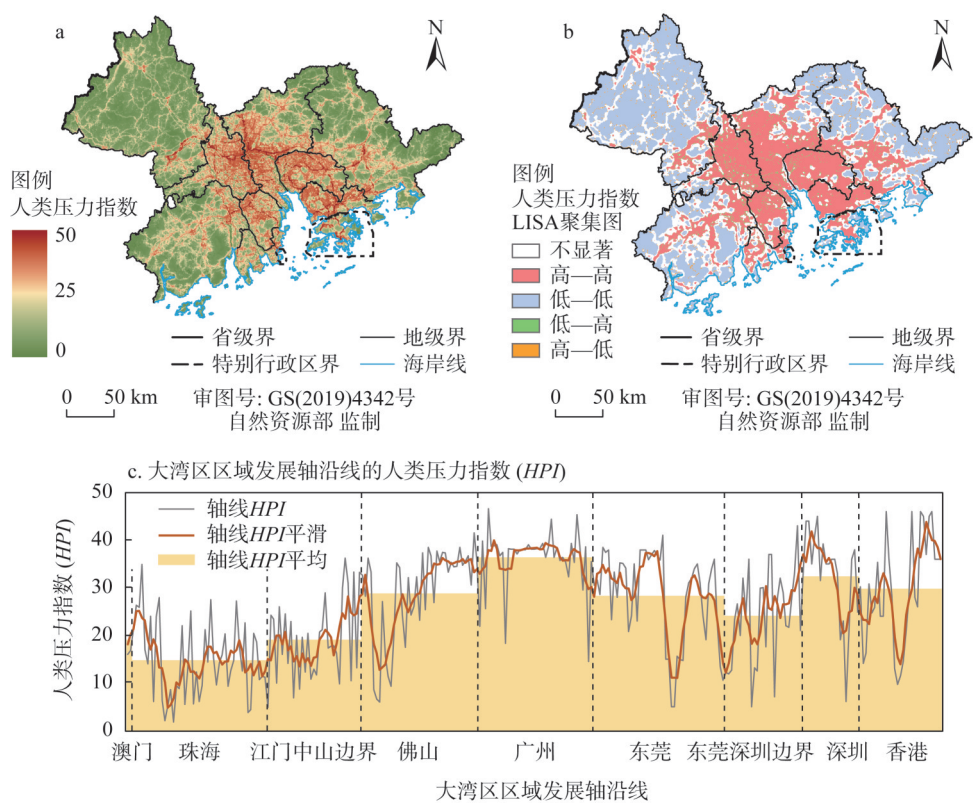 a
N
图例
人类压力指数
50
25
0
省级界
地级界
特别行政区界
海岸线
0 50 km
审图号: GS(2019)4342号
自然资源部 监制
b
N
图例
人类压力指数
LISA聚集图
不显著
高—高
低—低
低—高
高—低
省级界
地级界
特别行政区界
海岸线
0 50 km
审图号: GS(2019)4342号
自然资源部 监制
c. 大湾区区域发展轴沿线的人类压力指数 (HPI)
人类压力指数 (HPI)
50
40
30
20
10
0
轴线HPI
轴线HPI平滑
轴线HPI平均
澳门 珠海 江门中山边界 佛山 广州 东莞 东莞深圳边界 深圳 香港
大湾区区域发展轴沿线